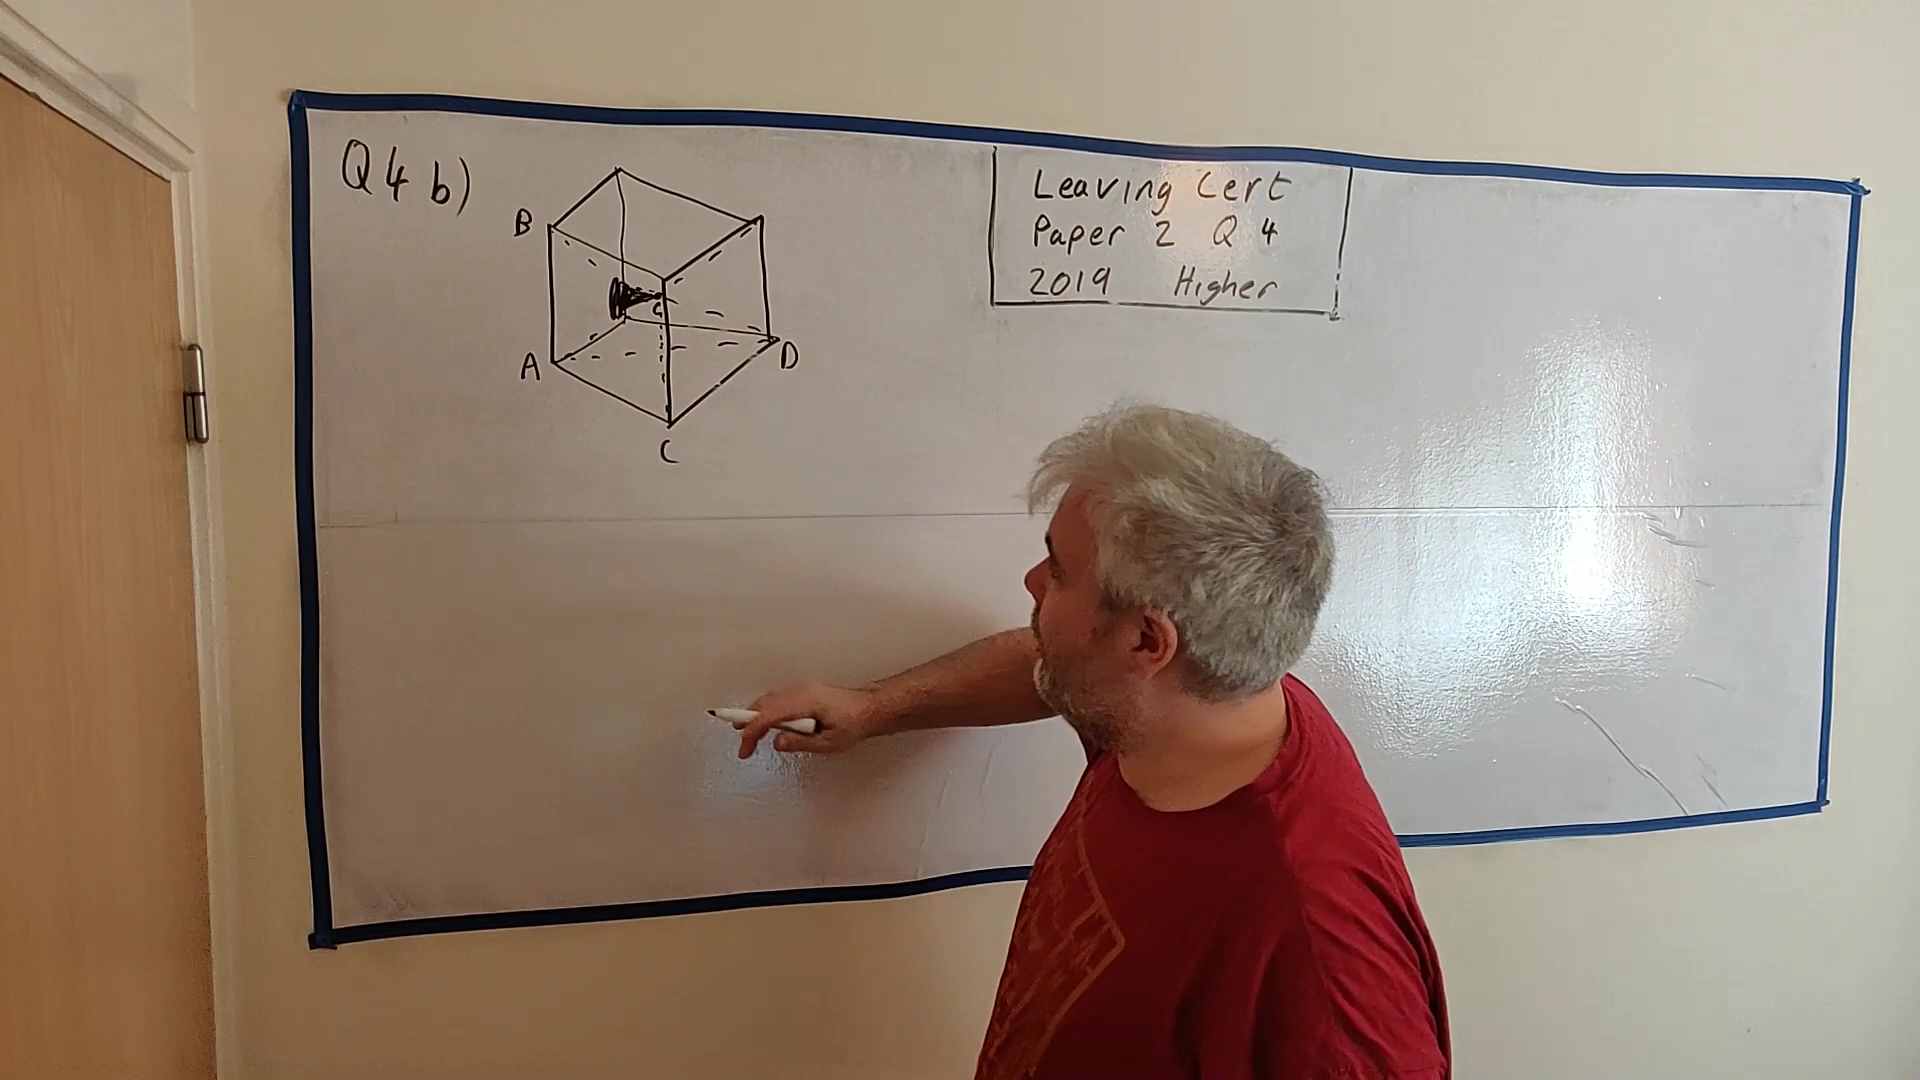 Q4 b)
Leaving Cert
Paper 2 Q 4
2019 Higher
B
A
D
C